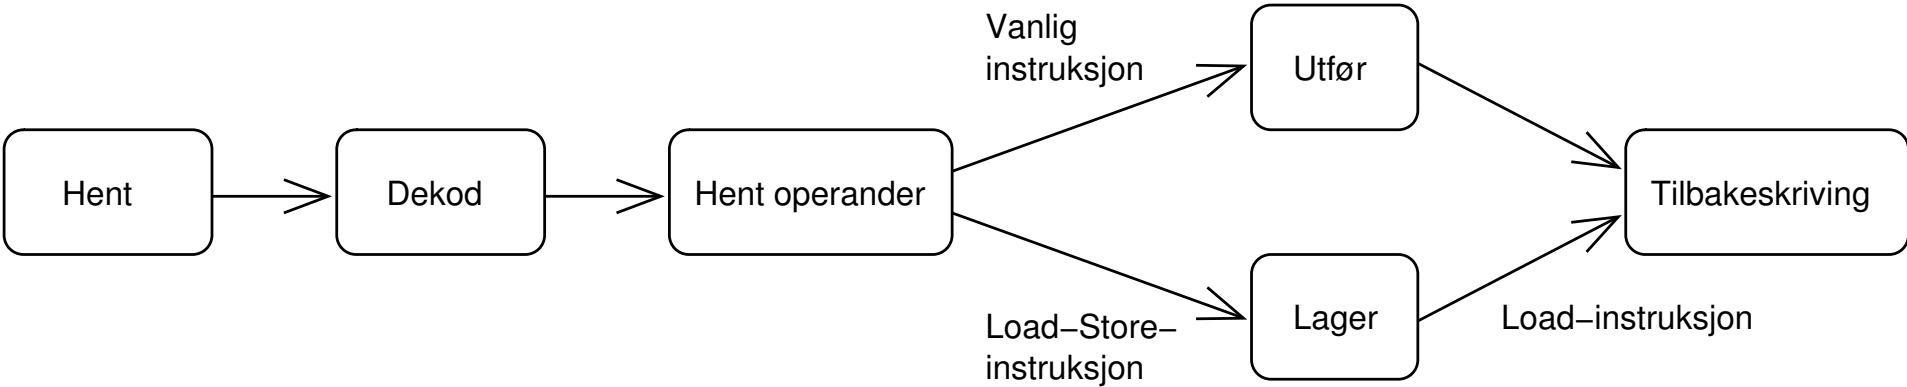 Hent
Dekod
Hent operander
Vanlig
instruksjon
Utfør
Load−Store−
instruksjon
Lager
Load−instruksjon
Tilbakeskriving